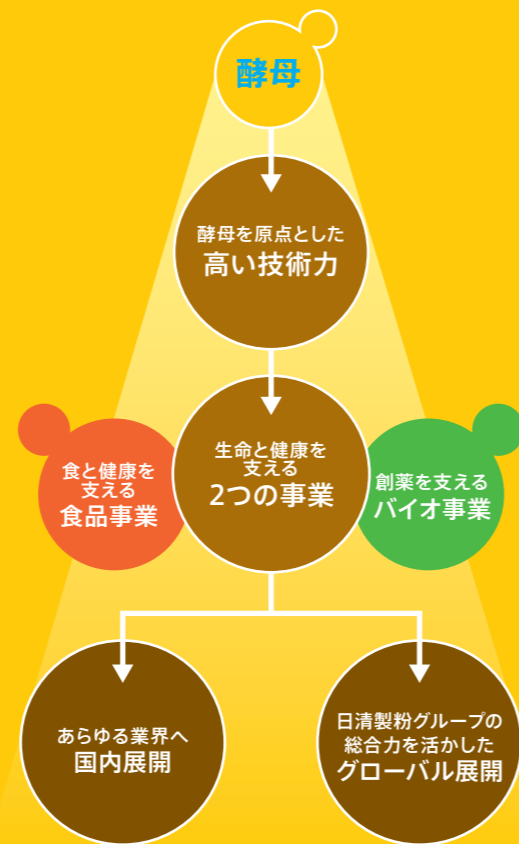 酵母
酵母を原点とした
高い技術力
生命と健康を
支える
2つの事業
食と健康を
支える
食品事業
創薬を支える
バイオ事業
あらゆる業界へ
国内展開
日清製粉グループの
総合力を活かした
グローバル展開